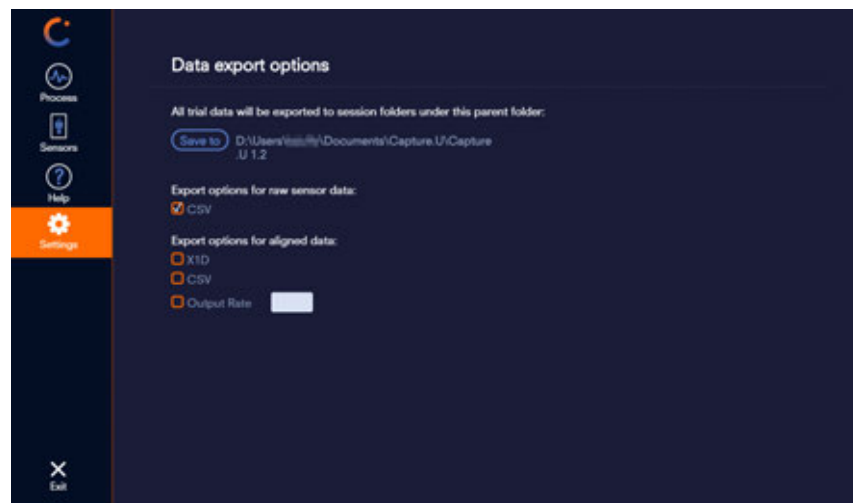 Data export options
All trial data will be exported to session folders under this parent folder:
Save to
D:\Users\ \Documents\Capture.U\Capture
.U 1.2
Export options for raw sensor data:
CSV
Export options for aligned data:
X1D
CSV
Output Rate
Process
Sensors
Help
Settings
Exit